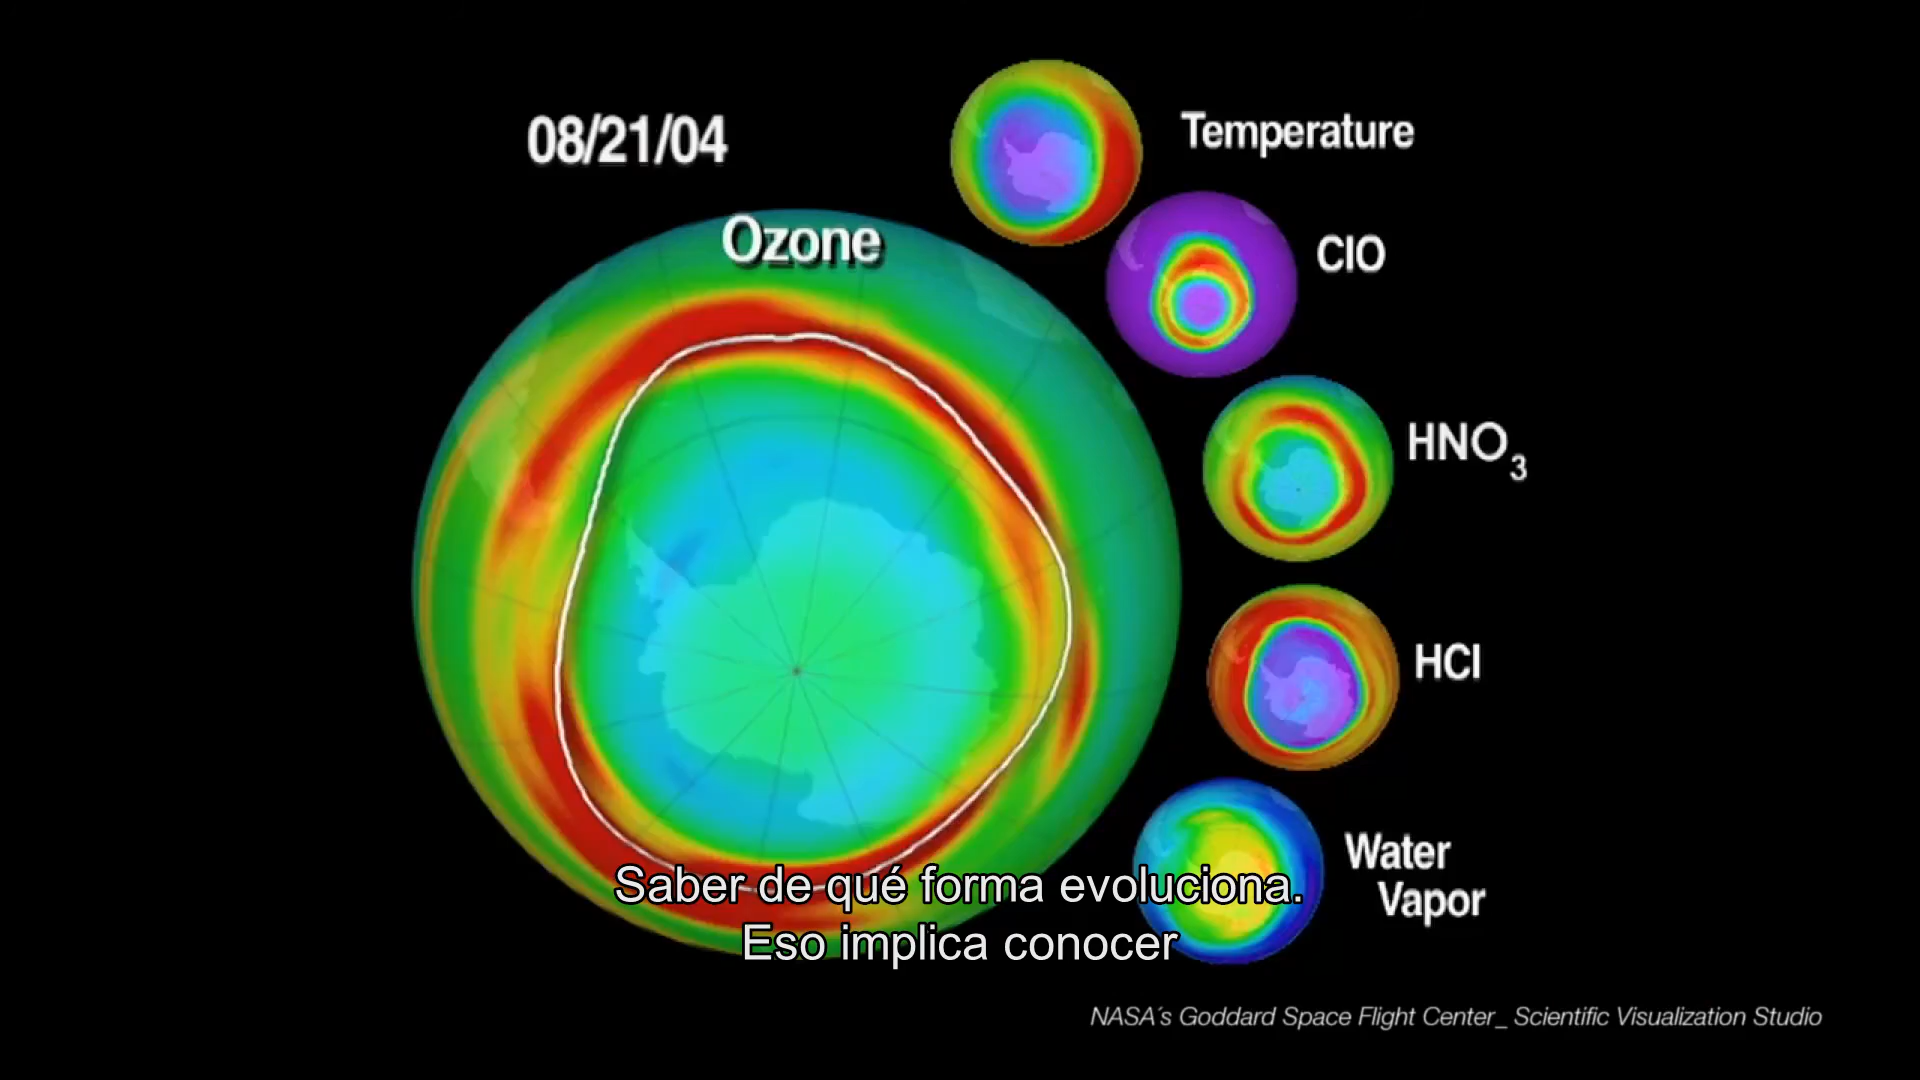 08/21/04
Ozone
Temperature
ClO
HNO3
HCl
Water
Vapor
Saber de qué forma evoluciona.
Eso implica conocer
NASA´s Goddard Space Flight Center_ Scientific Visualization Studio